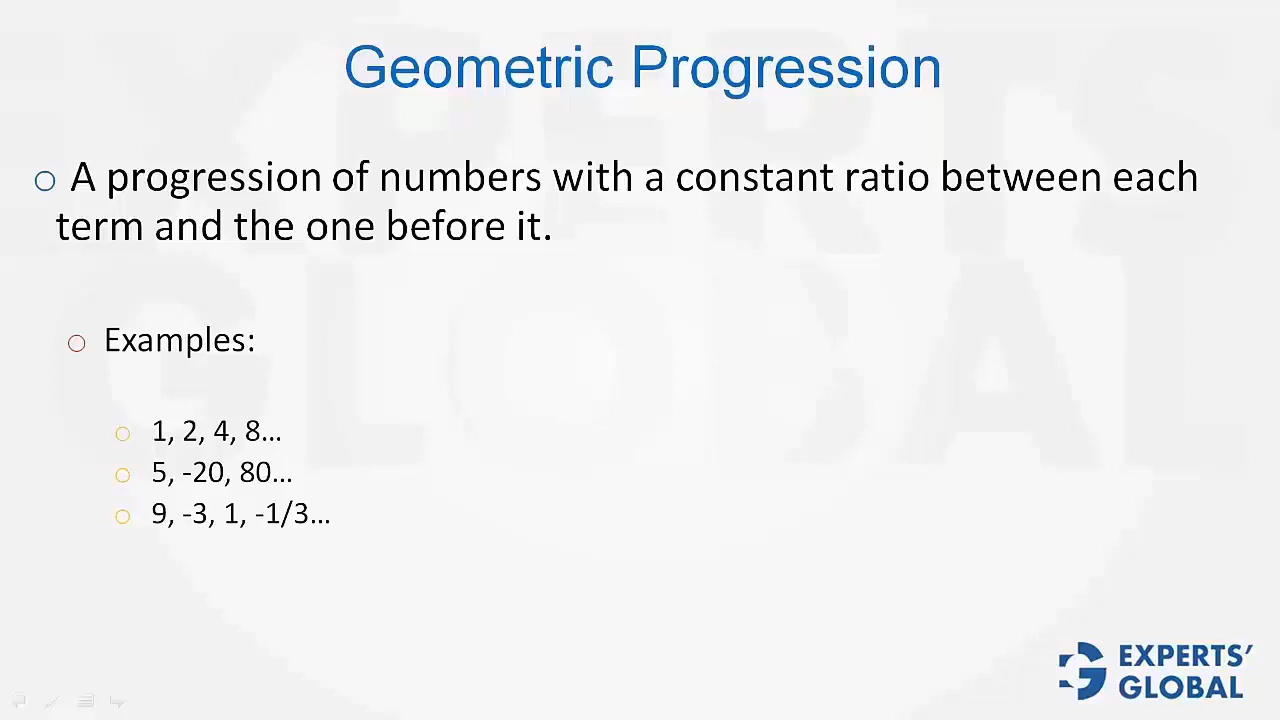 Geometric Progression
A progression of numbers with a constant ratio between each
term and the one before it.
Examples:
1, 2, 4, 8...
5, -20, 80...
9, -3, 1, -1/3...
EXPERTS'
GLOBAL